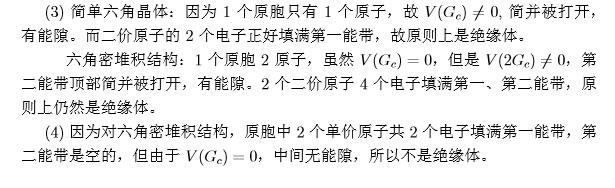 (3) 简单六角晶体：因为 1 个原胞只有 1 个原子，故 V(G_c) ≠ 0, 简并被打开，
有能隙。而二价原子的 2 个电子正好填满第一能带，故原则上是绝缘体。
六角密堆积结构：1 个原胞 2 原子，虽然 V(G_c) = 0，但是 V(2G_c) ≠ 0，第
二能带顶部简并被打开，有能隙。2 个二价原子 4 个电子填满第一、第二能带，原
则上仍然是绝缘体。
(4) 因为对六角密堆积结构，原胞中 2 个单价原子共 2 个电子填满第一能带，第
二能带是空的，但由于 V(G_c) = 0，中间无能隙，所以不是绝缘体。